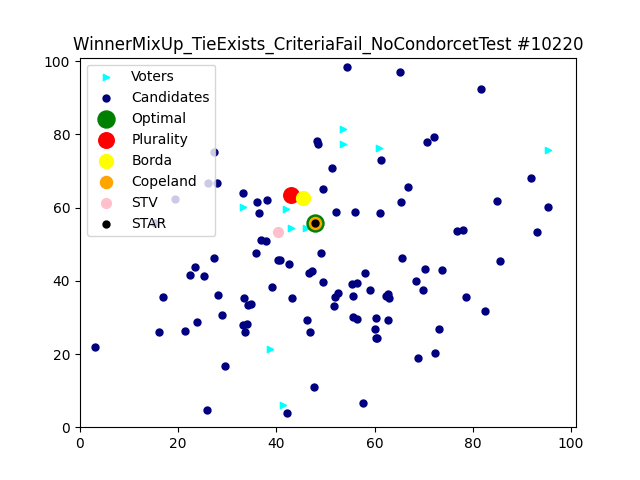 WinnerMixUp_TieExists_CriteriaFail_NoCondorcetTest #10220
100
80
60
40
20
0
Voters
Candidates
Optimal
Plurality
Borda
Copeland
STV
STAR
0 20 40 60 80 100